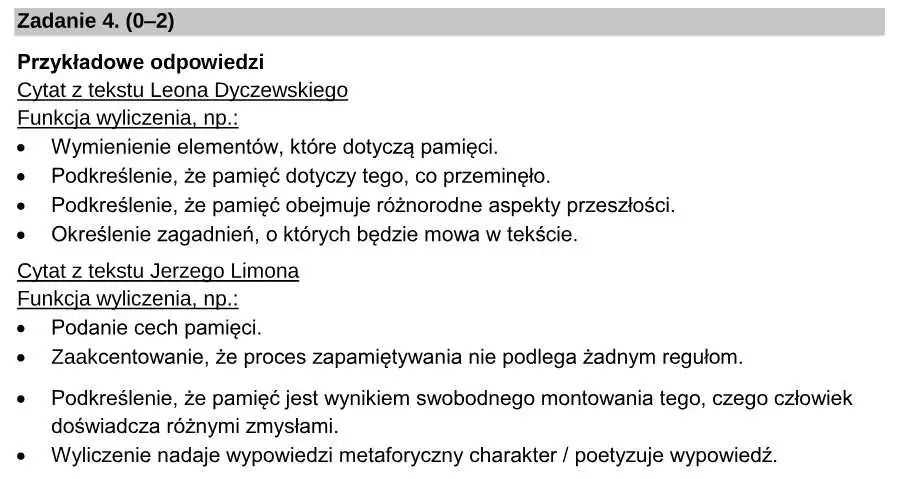 Zadanie 4. (0–2)
Przykładowe odpowiedzi
Cytat z tekstu Leona Dyczewskiego
Funkcja wyliczenia, np.:
• Wymienienie elementów, które dotyczą pamięci.
• Podkreślenie, że pamięć dotyczy tego, co przeminęło.
• Podkreślenie, że pamięć obejmuje różnorodne aspekty przeszłości.
• Określenie zagadnień, o których będzie mowa w tekście.
Cytat z tekstu Jerzego Limona
Funkcja wyliczenia, np.:
• Podanie cech pamięci.
• Zaakcentowanie, że proces zapamiętywania nie podlega żadnym regułom.
• Podkreślenie, że pamięć jest wynikiem swobodnego montowania tego, czego człowiek
doświadcza różnymi zmysłami.
• Wyliczenie nadaje wypowiedzi metaforyczny charakter / poetyzuje wypowiedź.